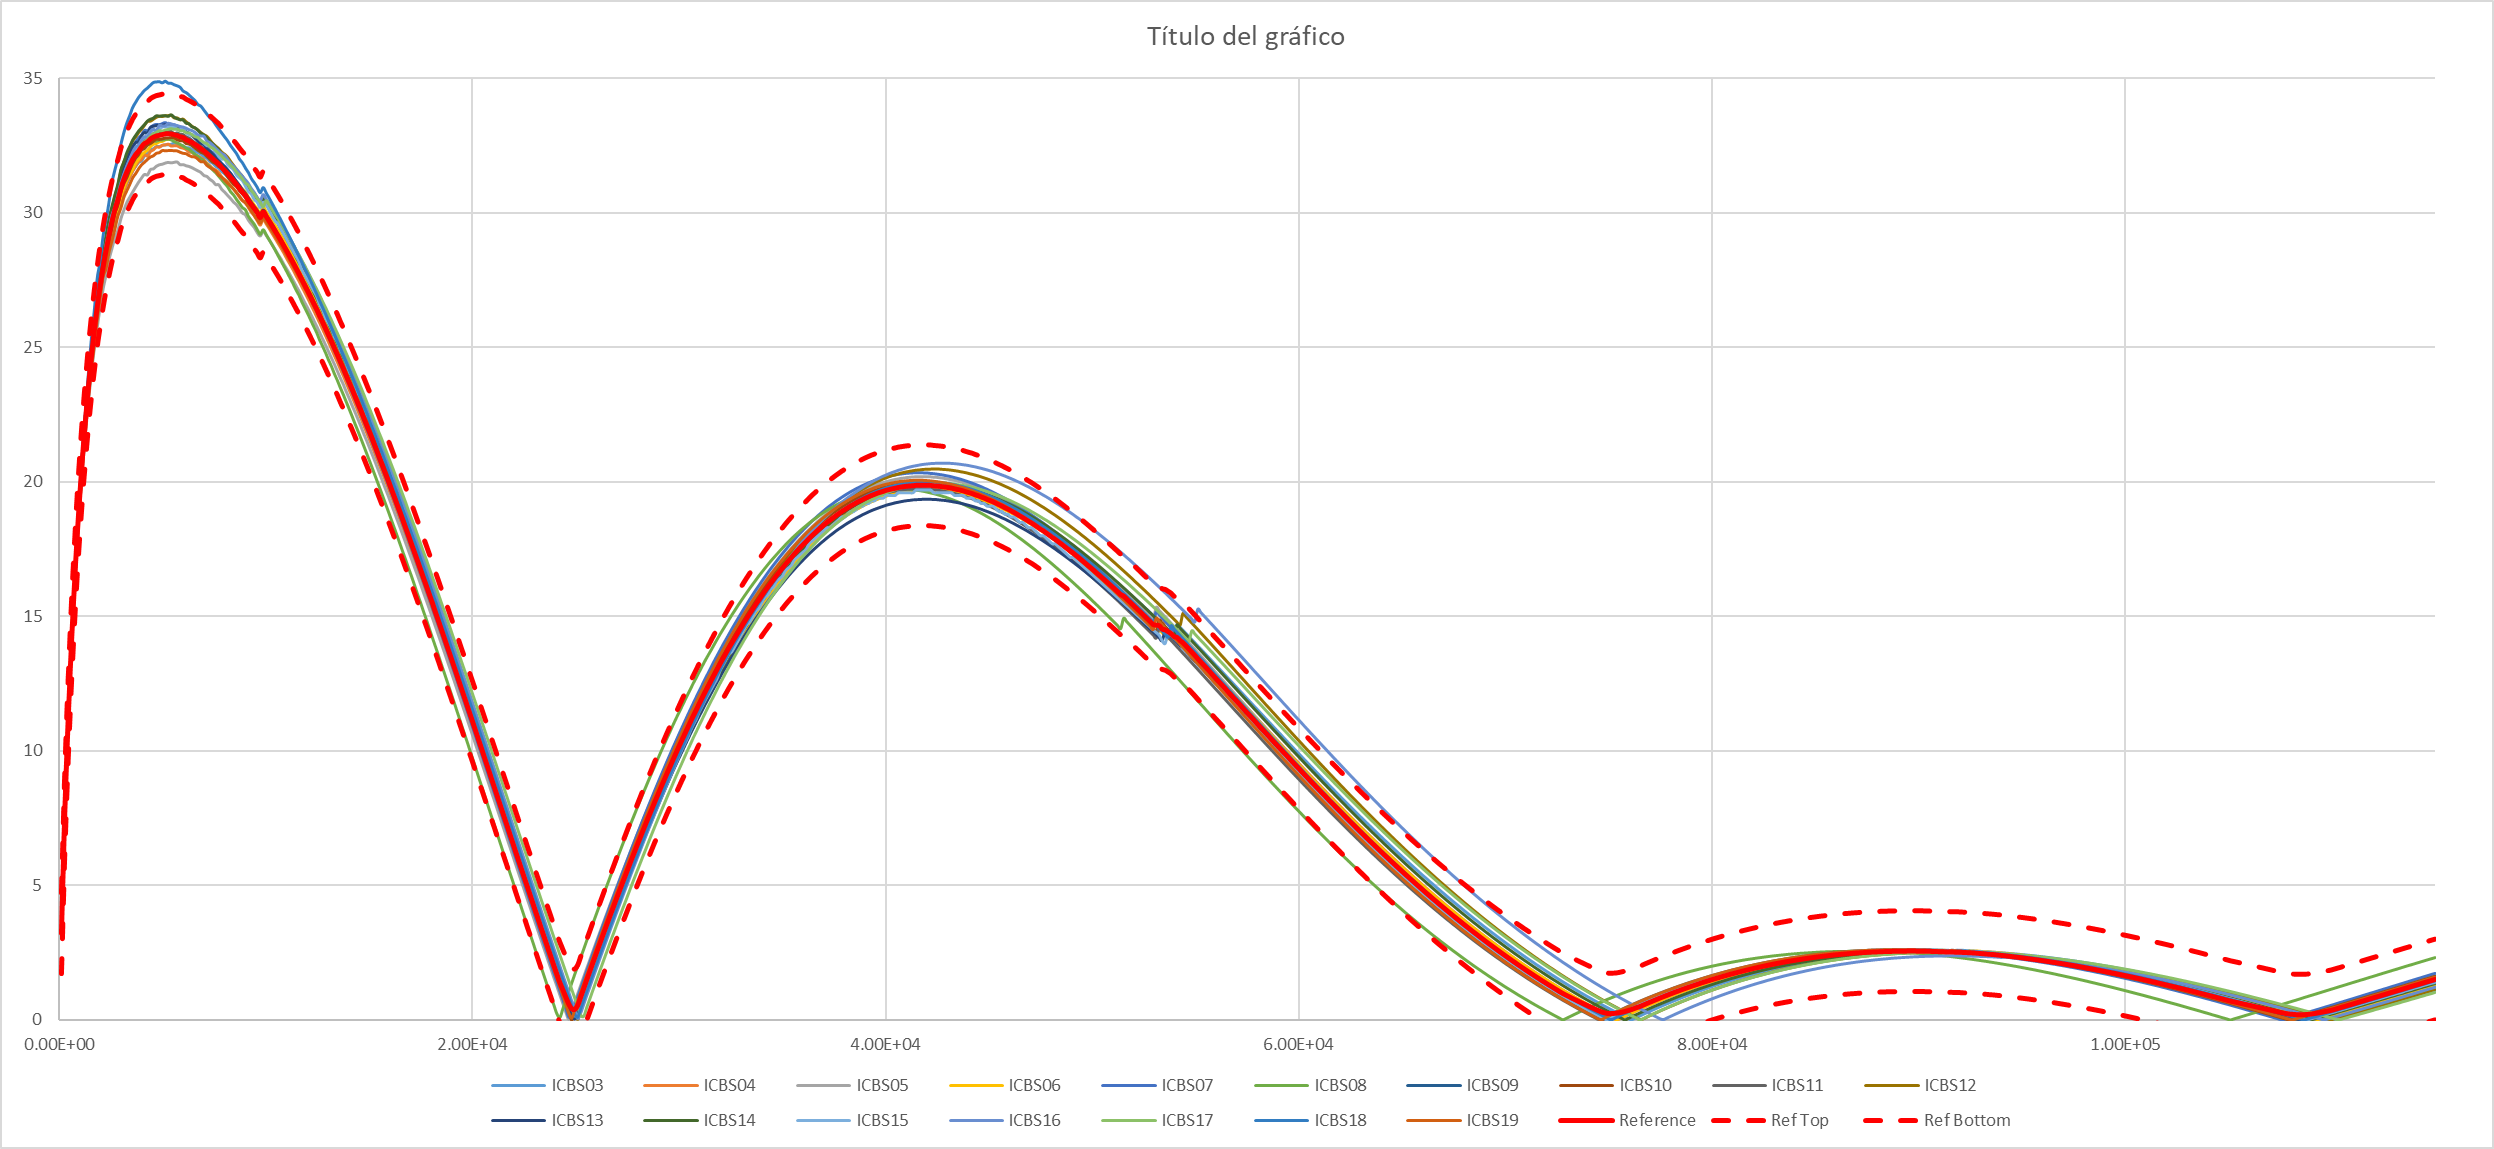 Título del gráfico
35
30
25
20
15
10
5
0
0.00E+00 2.00E+04 4.00E+04 6.00E+04 8.00E+04 1.00E+05
ICBS03 ICBS04 ICBS05 ICBS06 ICBS07 ICBS08 ICBS09 ICBS10 ICBS11 ICBS12
ICBS13 ICBS14 ICBS15 ICBS16 ICBS17 ICBS18 ICBS19 Reference Ref Top Ref Bottom